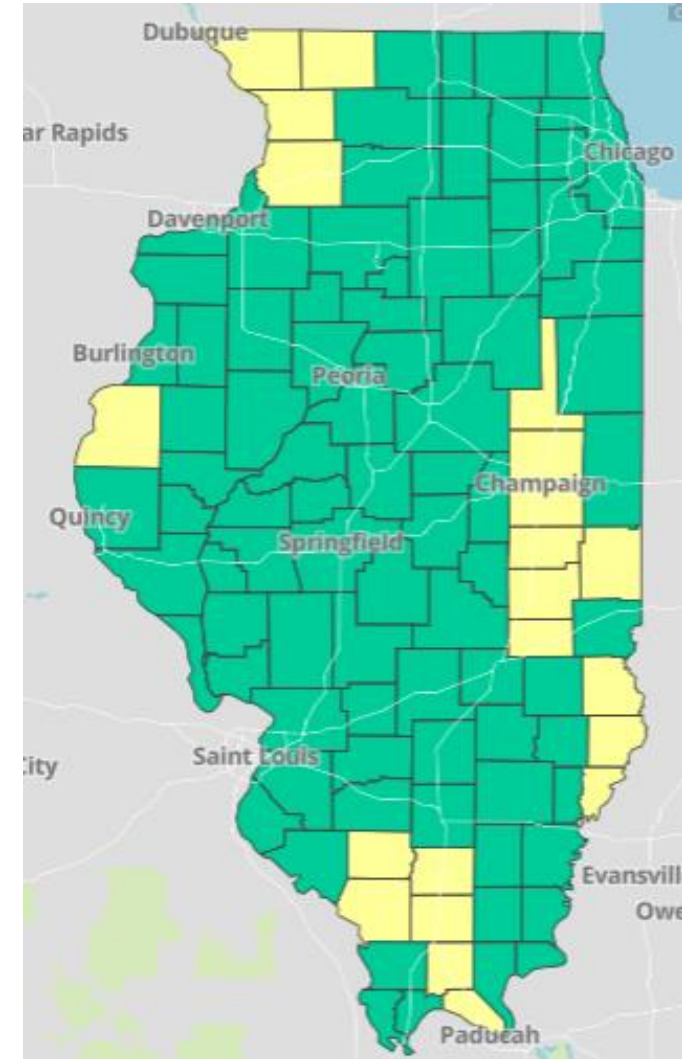 Dubuque
ar Rapids
Chicago
Davenport
Burlington
Peoria
Champaign
Quincy
Springfield
Saint Louis
City
Evansvill
Owe
Paducah